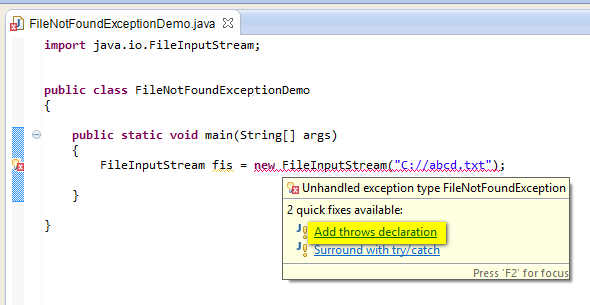 FileNotFoundExceptionDemo.java
import java.io.FileInputStream;
public class FileNotFoundExceptionDemo
{
public static void main(String[] args)
{
FileInputStream fis = new FileInputStream("C://abcd.txt");
Unhandled exception type FileNotFoundException
2 quick fixes available:
Add throws declaration
Surround with try/catch
Press 'F2' for focus
}
}